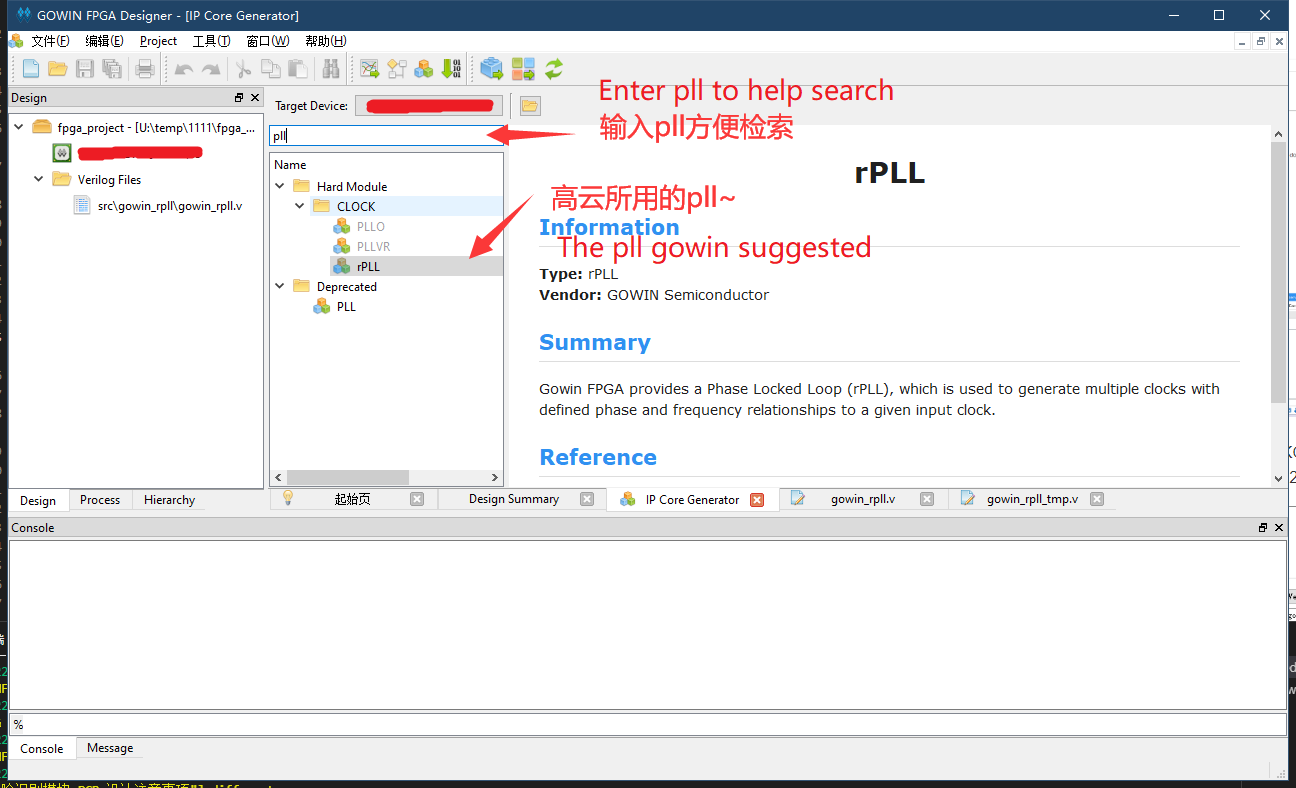 GOWIN FPGA Designer - [IP Core Generator]
文件(F) 编辑(E) Project 工具(T) 窗口(W) 帮助(H)
Design
fpga_project - [U:\temp\1111\fpga_...
Verilog Files
src\gowin_rpll\gowin_rpll.v
Target Device:
Enter pll to help search
输入pll方便检索
pll
Name
Hard Module
CLOCK
PLLO
PLLVR
rPLL
Deprecated
PLL
rPLL
高云所用的pll~
Information
The pll gowin suggested
Type: rPLL
Vendor: GOWIN Semiconductor
Summary
Gowin FPGA provides a Phase Locked Loop (rPLL), which is used to generate multiple clocks with
defined phase and frequency relationships to a given input clock.
Reference
Design Process Hierarchy
起始页 Design Summary IP Core Generator gowin_rpll.v gowin_rpll_tmp.v
Console
%
Console Message